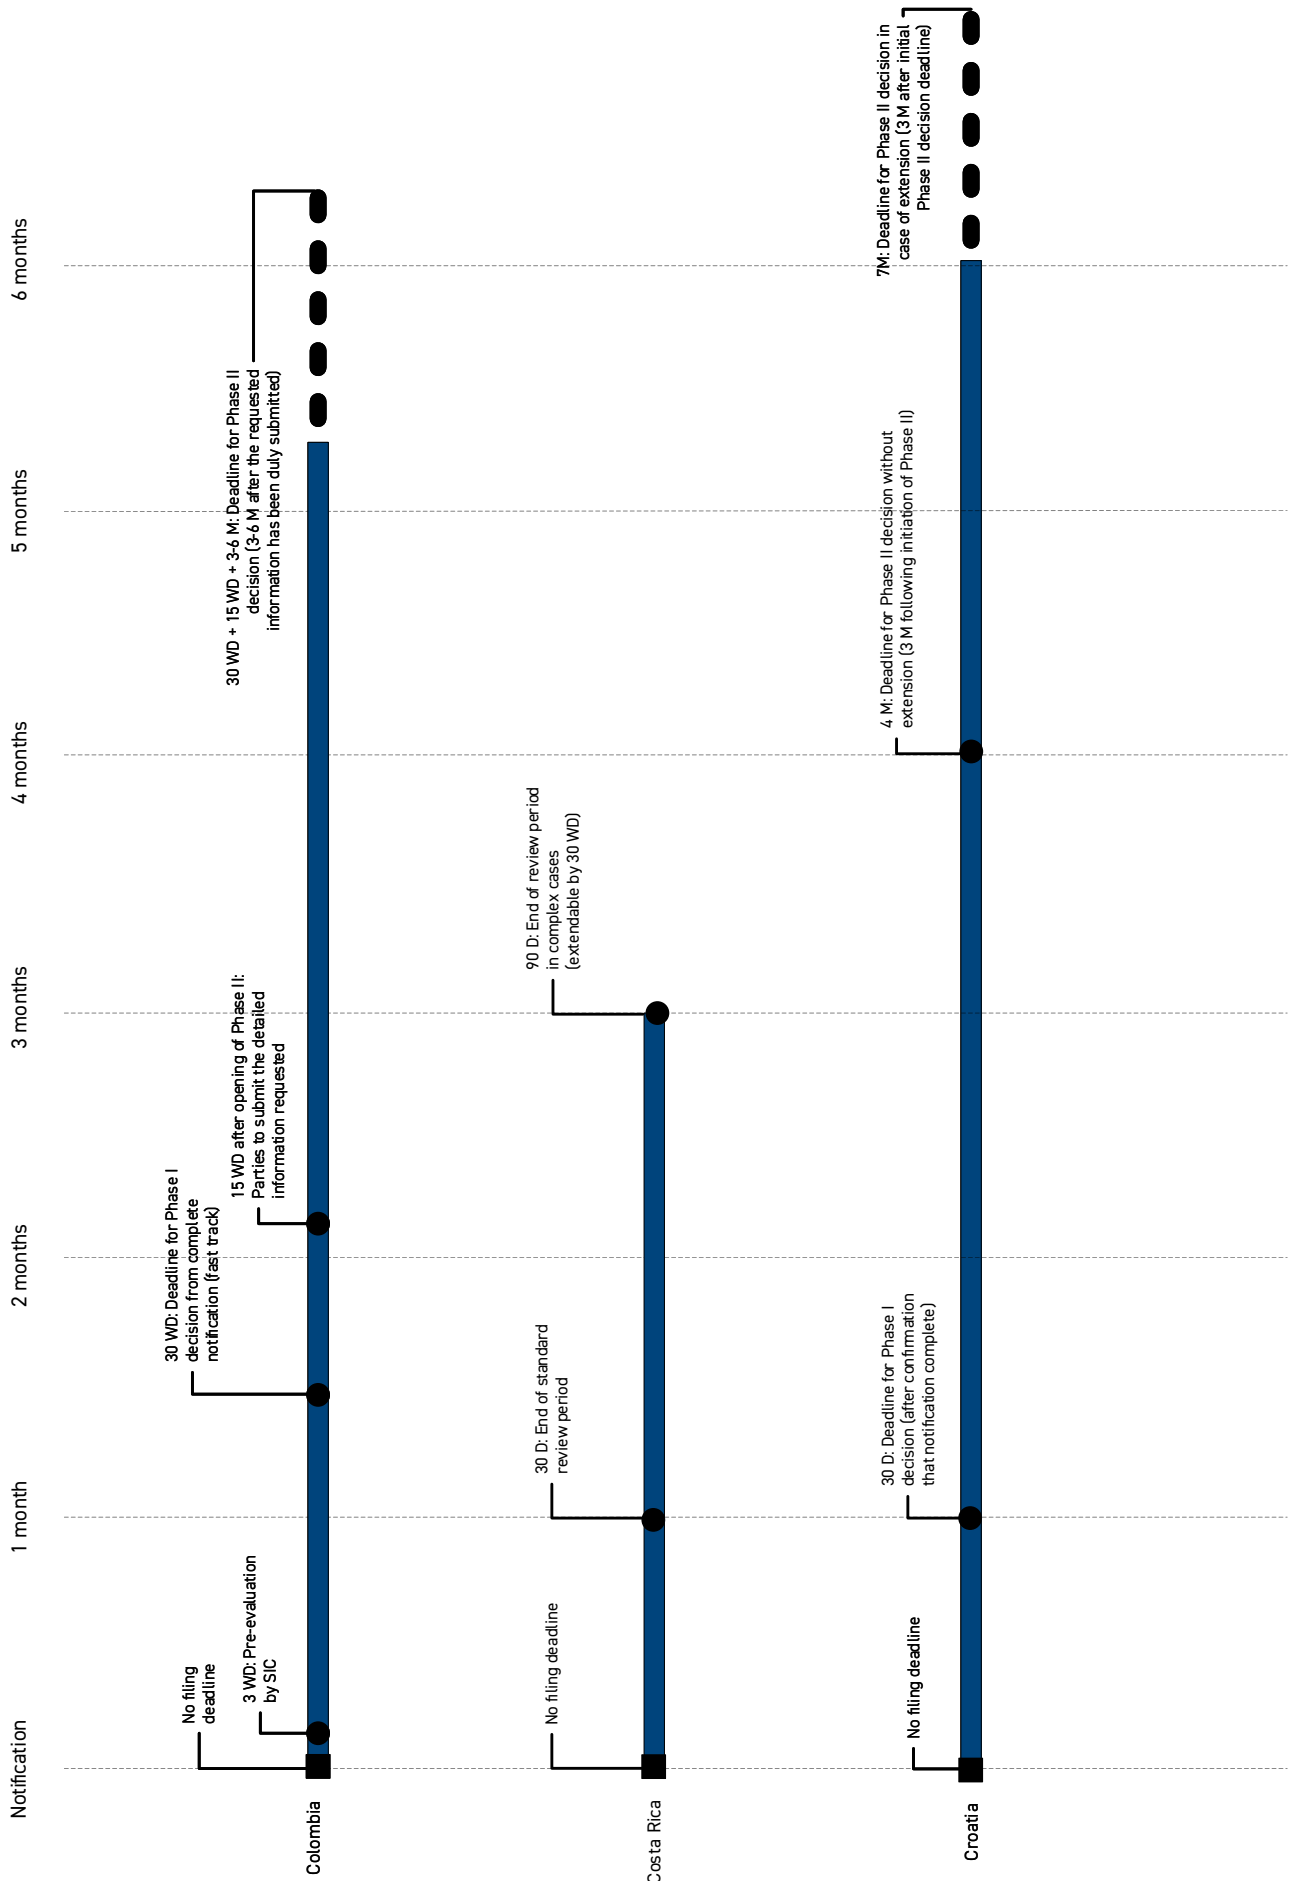 Notification
1 month
2 months
3 months
4 months
5 months
6 months
Colombia
No filing
deadline
3 WD: Pre-evaluation
by SIC
30 WD: Deadline for Phase I
decision from complete
notification (fast track)
15 WD after opening of Phase II:
Parties to submit the detailed
information requested
30 WD + 15 WD + 3-6 M: Deadline for Phase II
decision (3-6 M after the requested
information has been duly submitted)
Costa Rica
No filing deadline
30 D: End of standard
review period
90 D: End of review period
in complex cases
(extendable by 30 WD)
Croatia
No filing deadline
30 D: Deadline for Phase I
decision (after confirmation
that notification complete)
4 M: Deadline for Phase II decision without
extension (3 M following initiation of Phase II)
7M: Deadline for Phase II decision in
case of extension (3 M after initial
Phase II decision deadline)